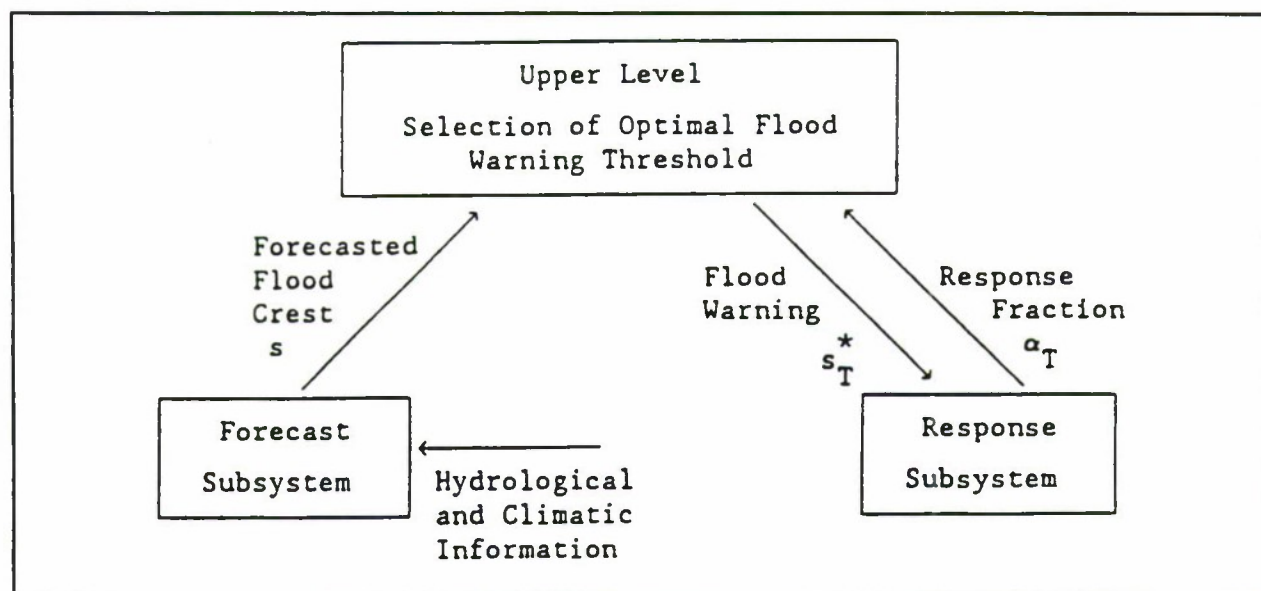 Upper Level
Selection of Optimal Flood
Warning Threshold
Forecasted
Flood
Crest
s
Flood
Warning
s*T
Response
Fraction
αT
Forecast
Subsystem
Hydrological
and Climatic
Information
Response
Subsystem